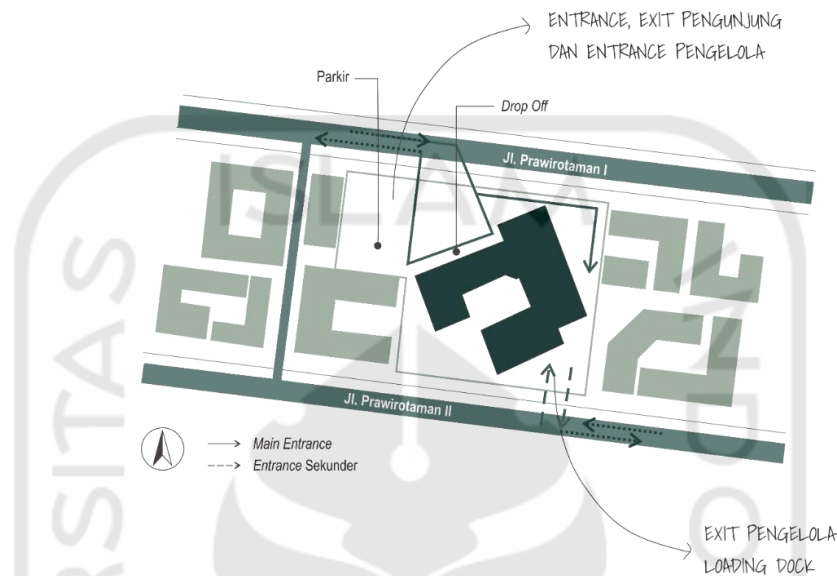 ENTRANCE, EXIT PENGUNJUNG
DAN ENTRANCE PENGELOLA
Parkir
Drop Off
Jl. Prawirotaman I
ISLAM
Jl. Prawirotaman II
Main Entrance
Entrance Sekunder
EXIT PENGELOLA
LOADING DOCK